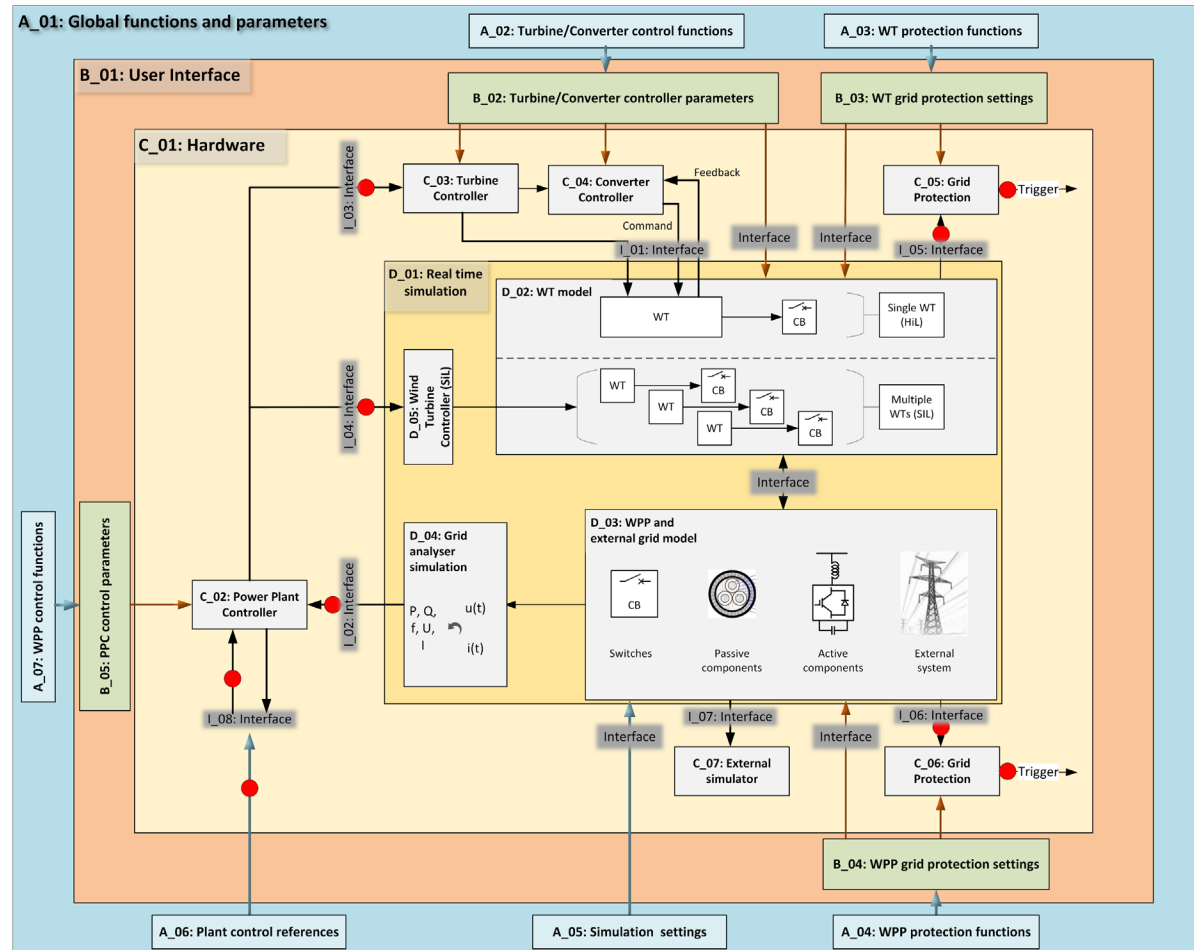 A_01: Global functions and parameters
A_02: Turbine/Converter control functions
A_03: WT protection functions
B_01: User Interface
B_02: Turbine/Converter controller parameters
B_03: WT grid protection settings
C_01: Hardware
I_03: Interface
C_03: Turbine
Controller
C_04: Converter
Controller
Feedback
Command
C_05: Grid
Protection
Trigger
I_01: Interface
Interface
Interface
I_05: Interface
D_01: Real time
simulation
D_02: WT model
WT
CB
Single WT
(HiL)
I_04: Interface
D_05: Wind
Turbine
Controller (SiL)
WT
CB
WT
CB
WT
CB
Multiple
WTs (SIL)
Interface
A_07: WPP control functions
B_05: PPC control parameters
C_02: Power Plant
Controller
I_02: Interface
D_04: Grid
analyser
simulation
P, Q,
f, U,
I
u(t)
i(t)
D_03: WPP and
external grid model
CB
Switches
Passive
components
Active
components
External
system
I_08: Interface
Interface
I_07: Interface
Interface
I_06: Interface
C_07: External
simulator
C_06: Grid
Protection
Trigger
B_04: WPP grid protection settings
A_06: Plant control references
A_05: Simulation settings
A_04: WPP protection functions